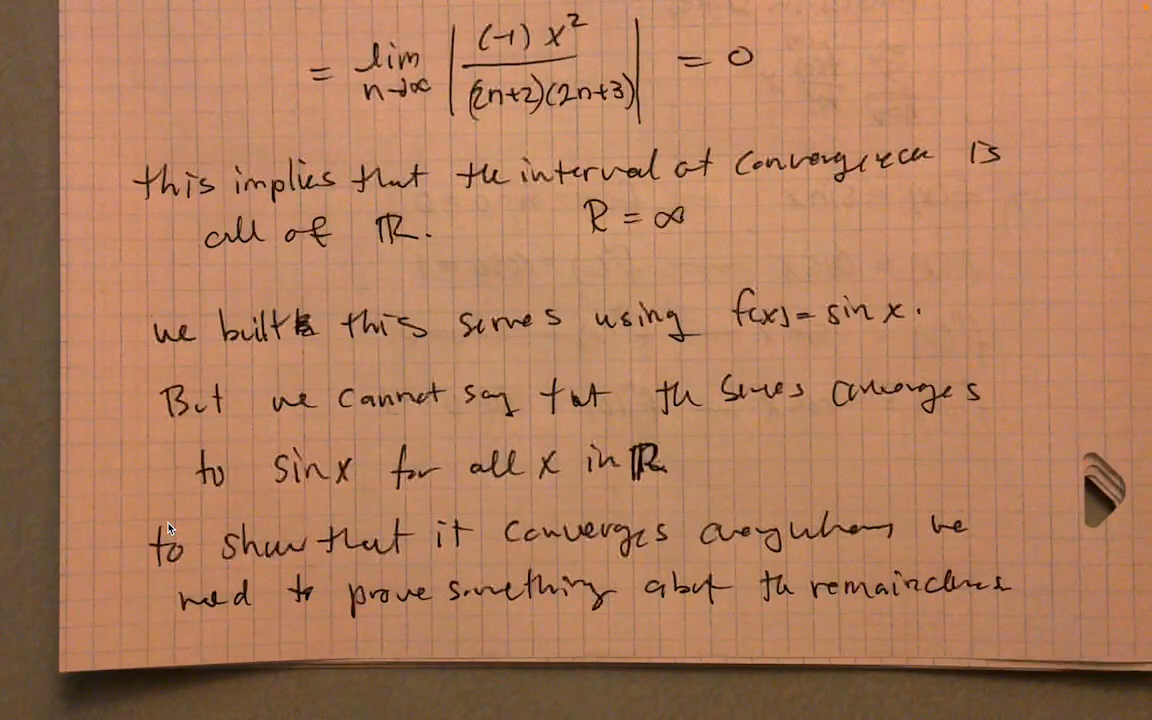 = lim n→∞ | (-1) x² / (2n+2)(2n+3) | = 0
this implies that the interval of convergence is
all of ℝ. R = ∞
we built this series using f(x) = sin x.
But we cannot say that the series converges
to sin x for all x in ℝ
to show that it converges everywhere we
need to prove something about the remainders